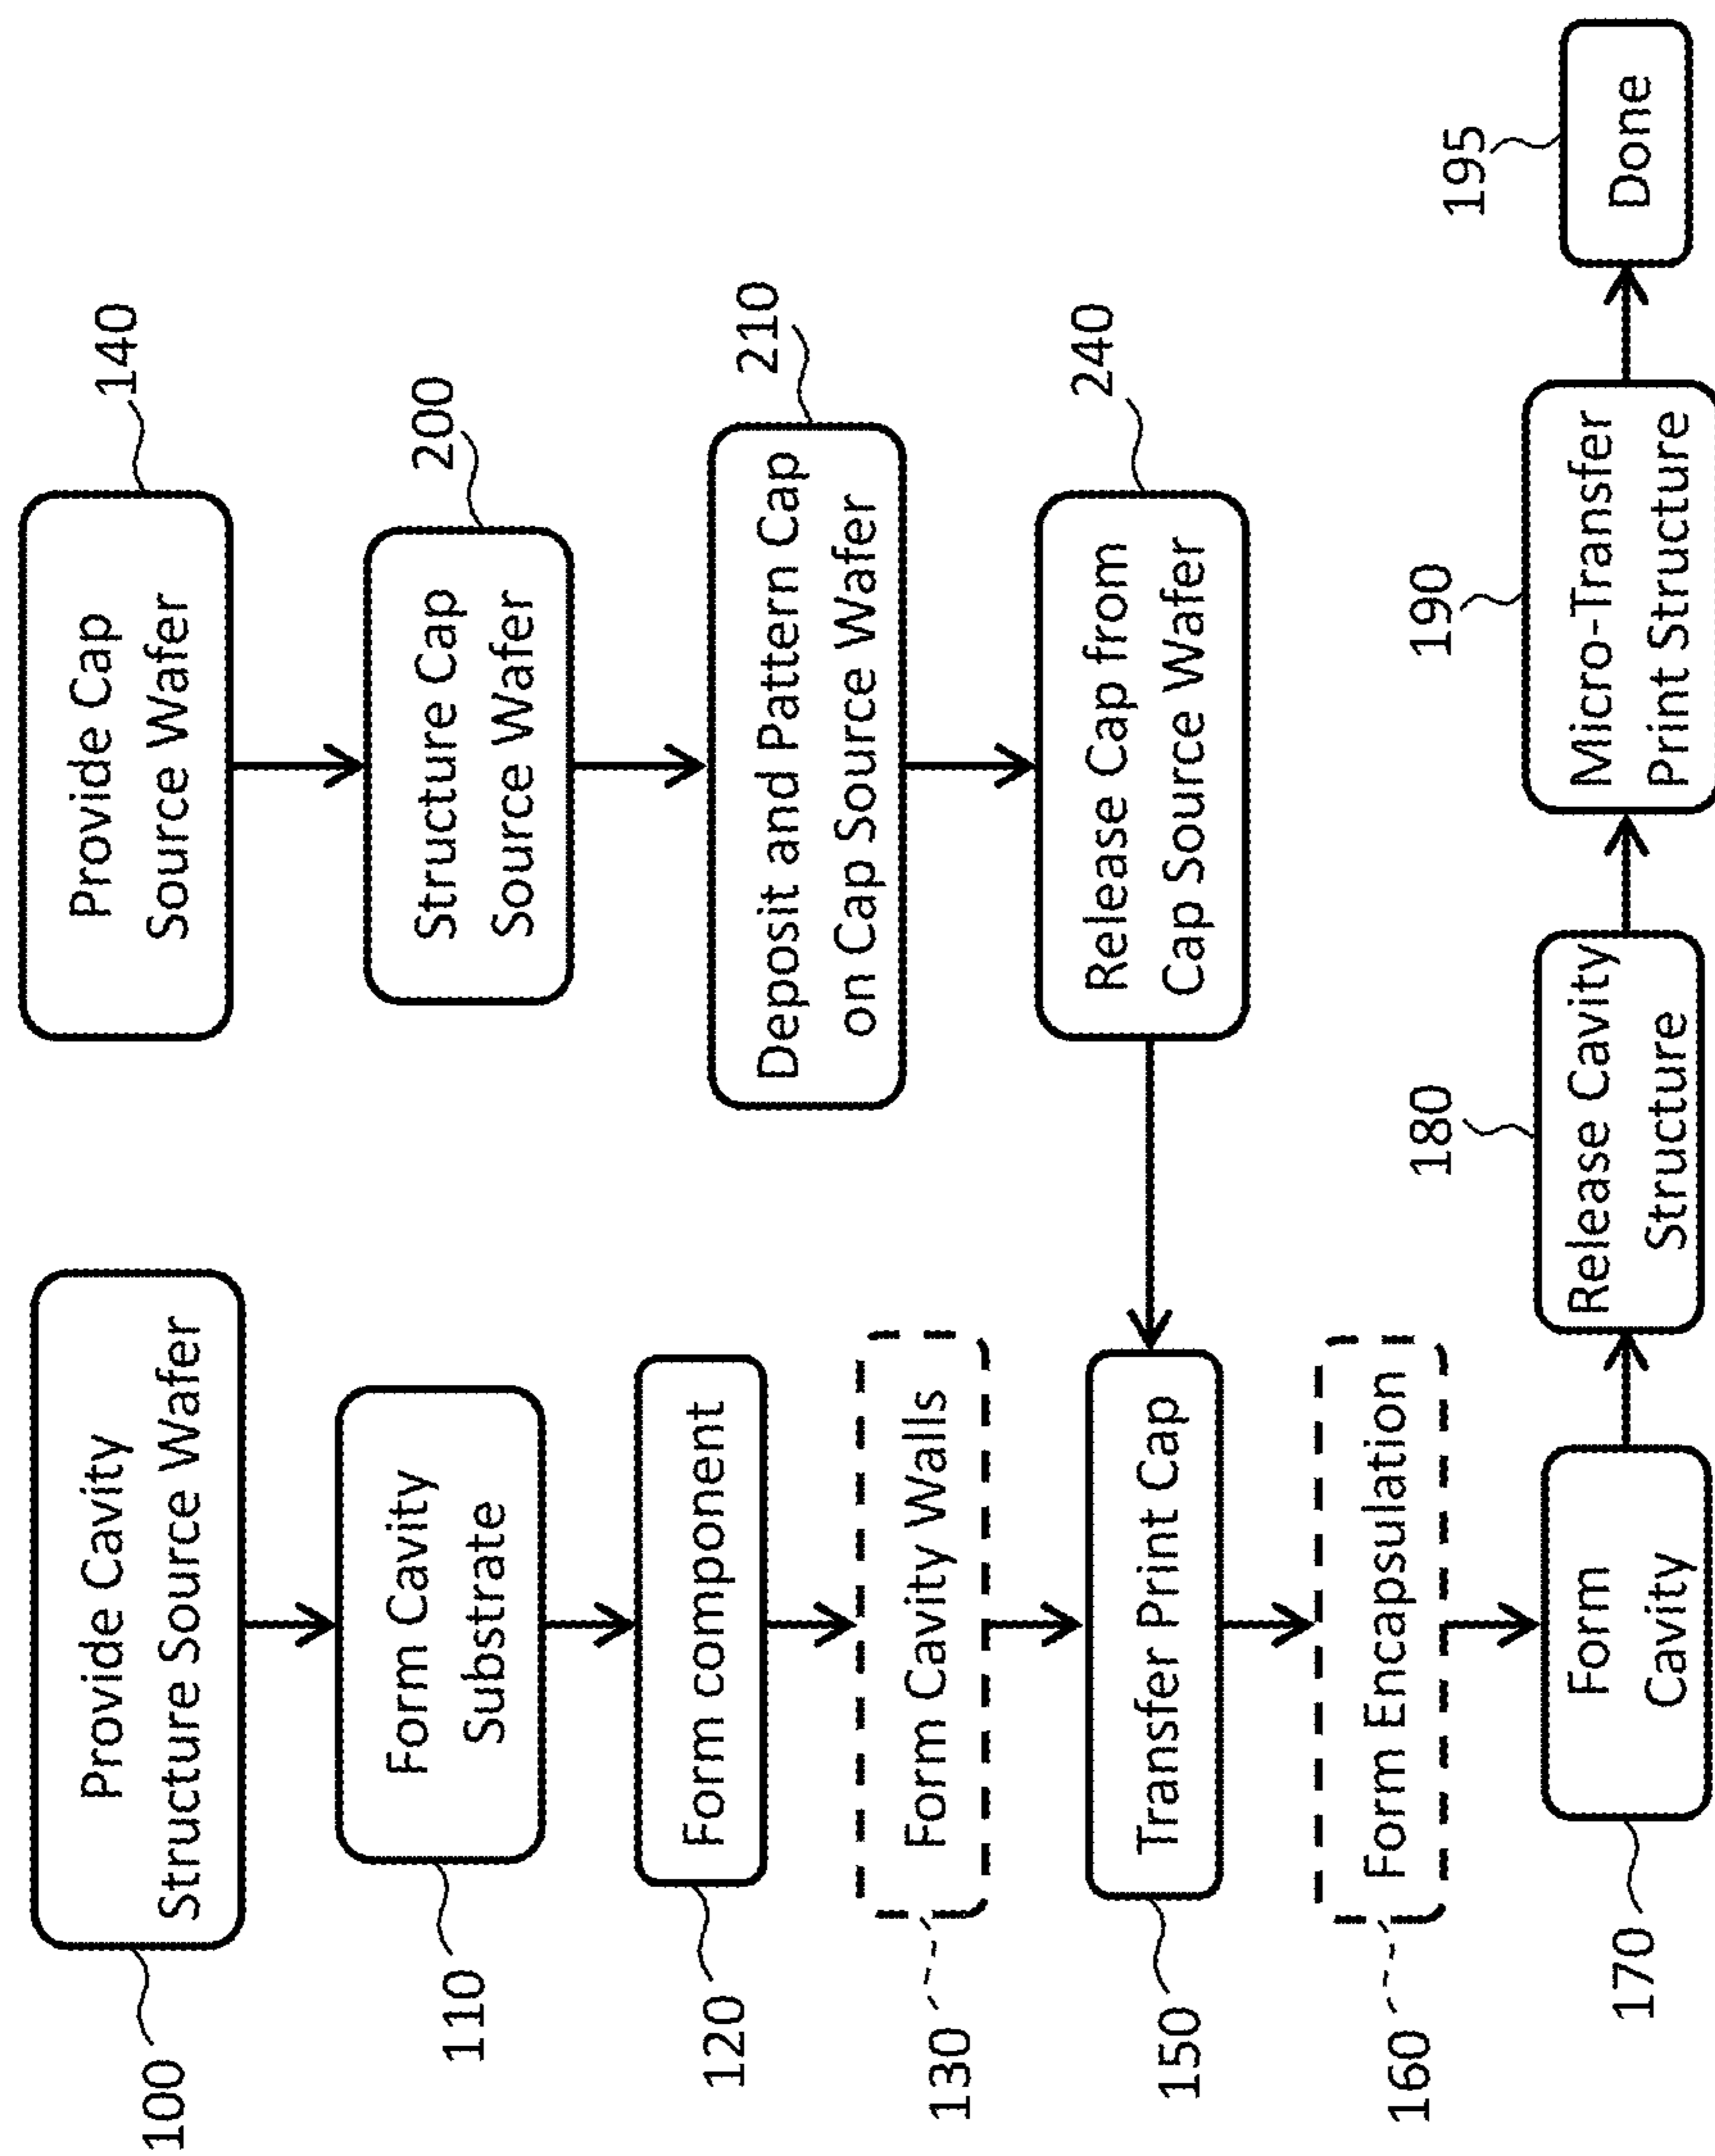 100
Provide Cavity
Structure Source Wafer
110
Form Cavity
Substrate
120
Form component
130
Form Cavity Walls
150
Transfer Print Cap
160
Form Encapsulation
170
Form
Cavity
180
Release Cavity
Structure
190
Micro-Transfer
Print Structure
195
Done
140
Provide Cap
Source Wafer
200
Structure Cap
Source Wafer
210
Deposit and Pattern Cap
on Cap Source Wafer
240
Release Cap from
Cap Source Wafer